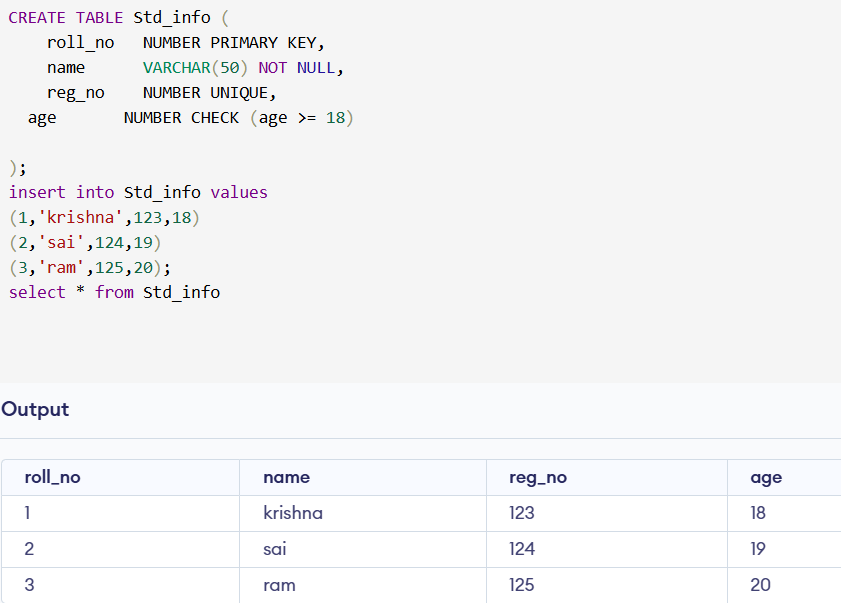 CREATE TABLE Std_info (
roll_no NUMBER PRIMARY KEY,
name VARCHAR(50) NOT NULL,
reg_no NUMBER UNIQUE,
age NUMBER CHECK (age >= 18)
);
insert into Std_info values
(1,'krishna',123,18)
(2,'sai',124,19)
(3,'ram',125,20);
select * from Std_info
Output
roll_no name reg_no age
1 krishna 123 18
2 sai 124 19
3 ram 125 20